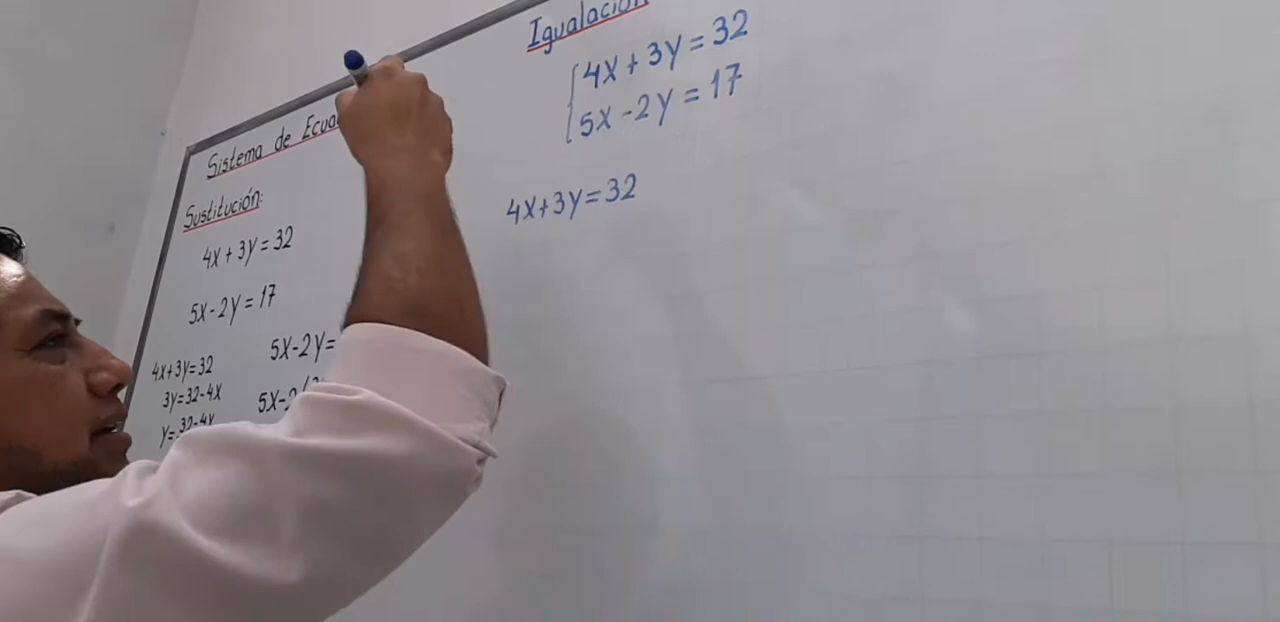 Sistema de
Sustitución:
4x + 3y = 32
5x - 2y = 17
4x+3y=32
3y=32-4x
y=32-4x
5x-2y=
5x-2
Igualación
4x + 3y = 32
5x - 2y = 17
4x+3y=32